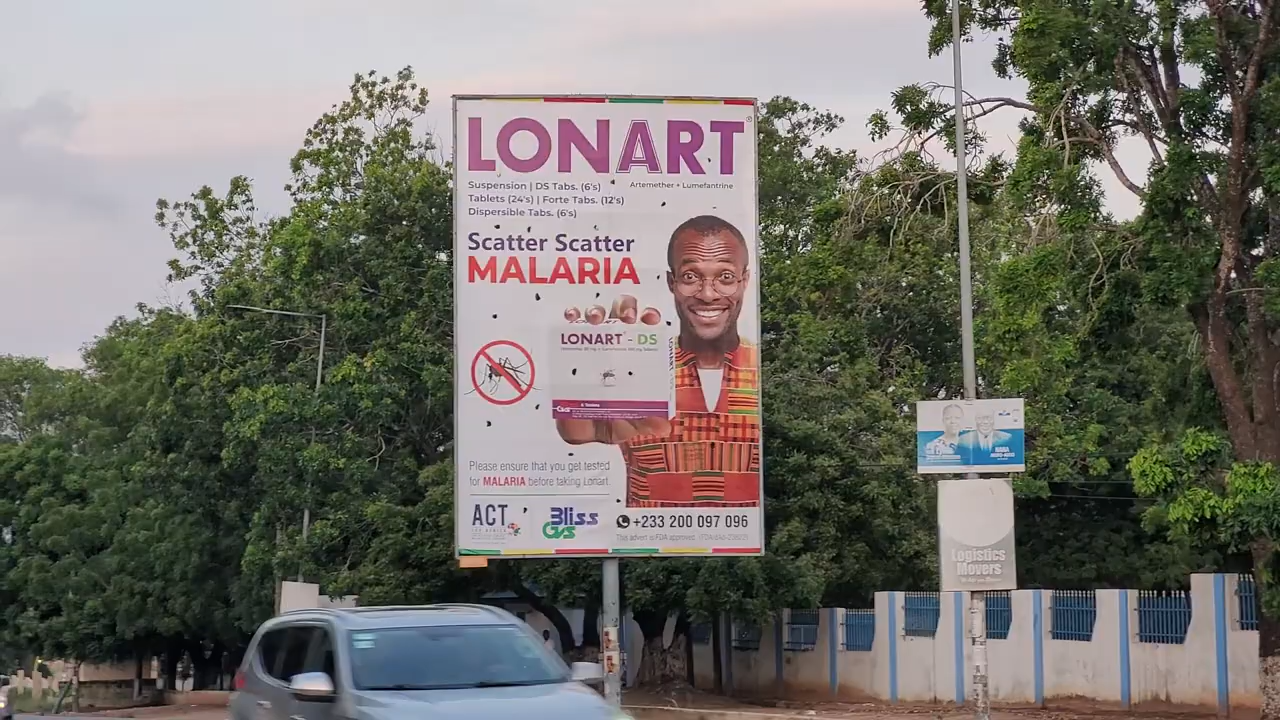 LONART®
Suspension | DS Tabs. (6's)
Artemether + Lumefantrine
Tablets (24's) | Forte Tabs. (12's)
Dispersible Tabs. (6's)
Scatter Scatter
MALARIA
LONART - DS
Please ensure that you get tested
for MALARIA before taking Lonart.
ACT
Bliss
GVS
+233 200 097 096
Logistics
Movers